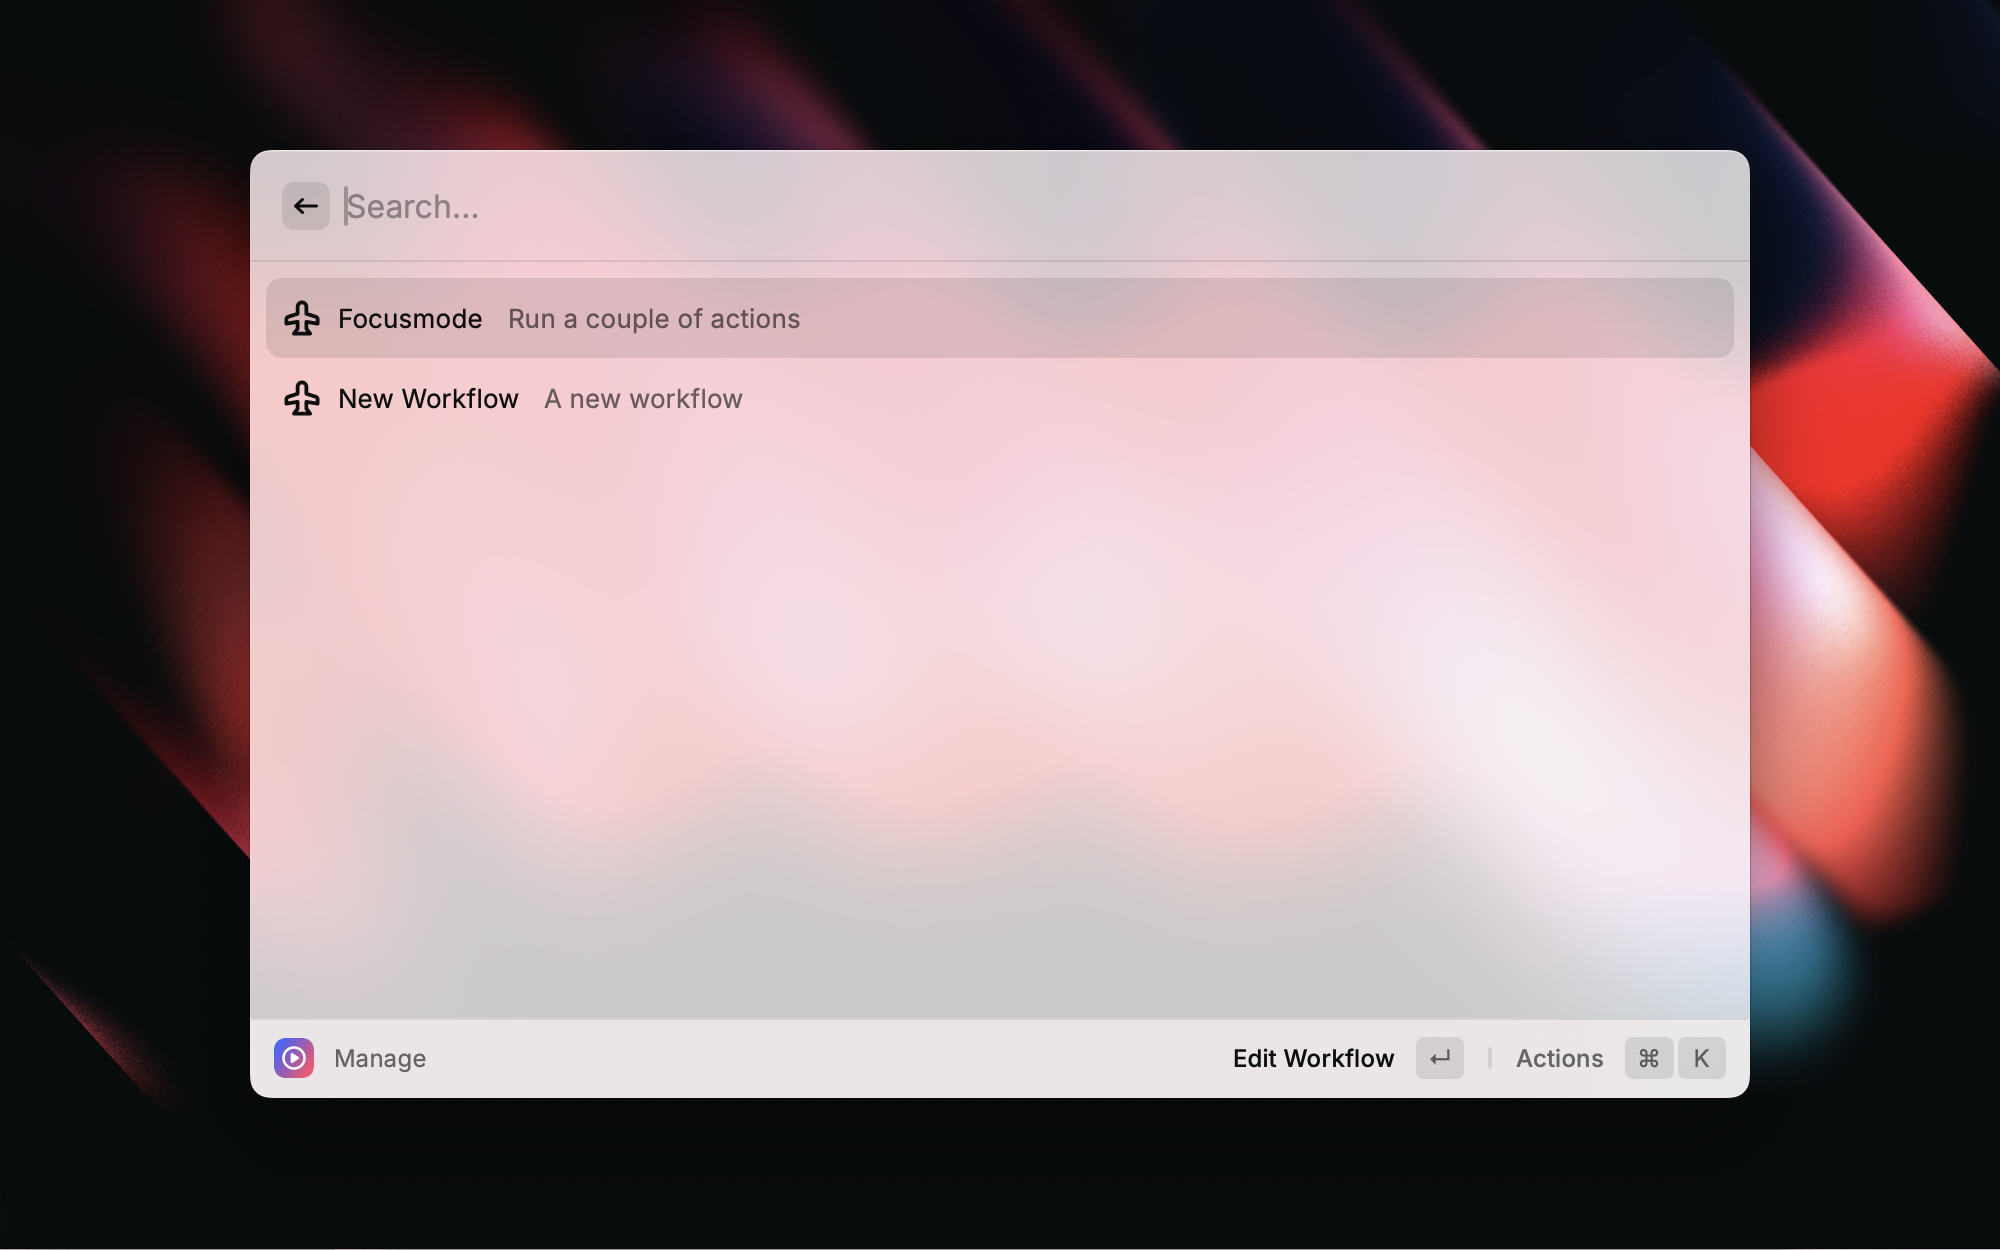 Search...
Focusmode Run a couple of actions
New Workflow A new workflow
Manage Edit Workflow ↵ Actions ⌘ K